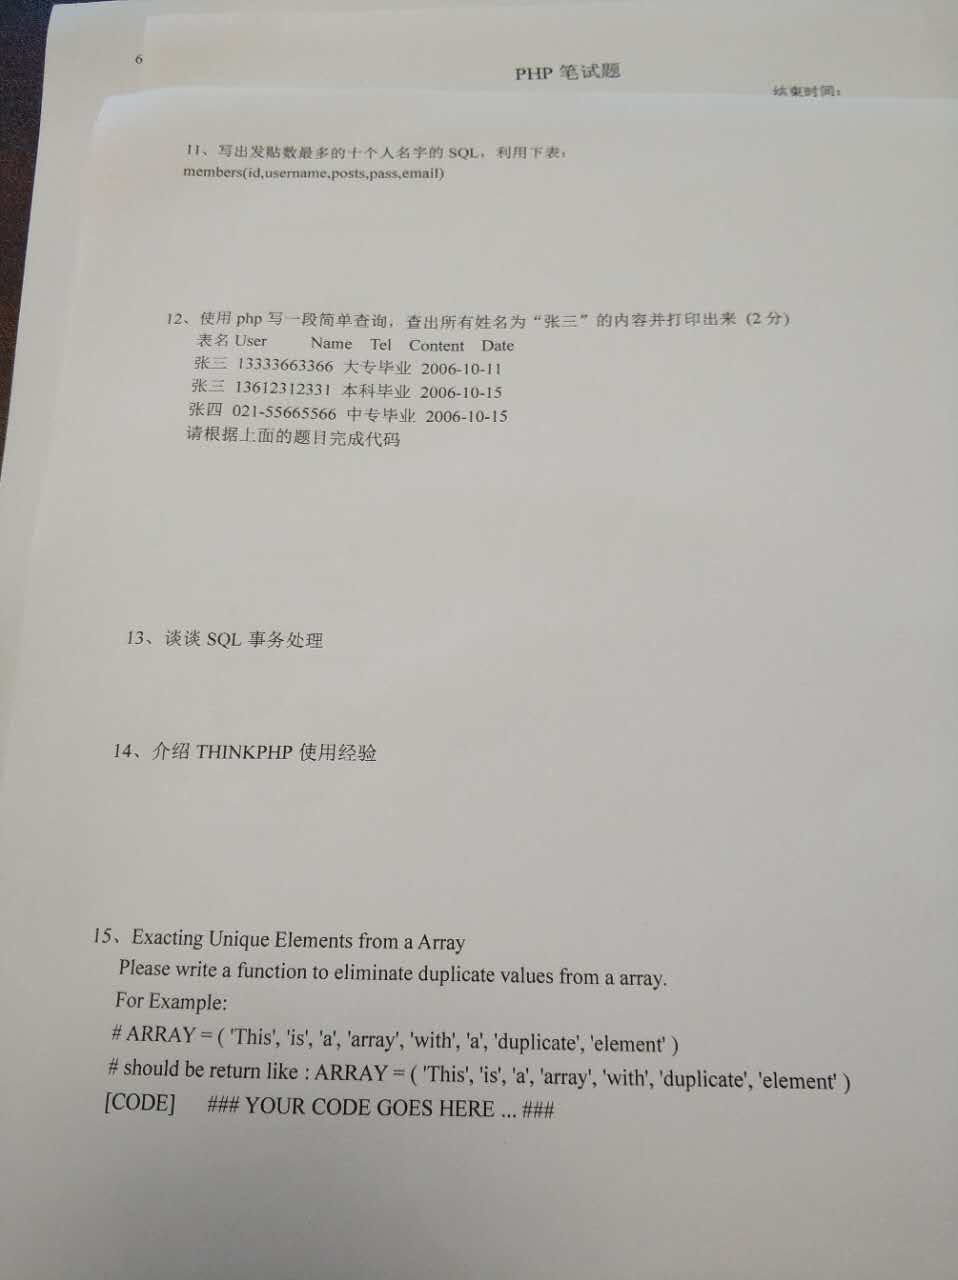 6
PHP 笔试题
结束时间：
11、写出发贴数最多的十个人名字的 SQL，利用下表：
members(id,username,posts,pass,email)
12、使用 php 写一段简单查询，查出所有姓名为“张三”的内容并打印出来 (2 分)
表名 User Name Tel Content Date
张三 13333663366 大专毕业 2006-10-11
张三 13612312331 本科毕业 2006-10-15
张四 021-55665566 中专毕业 2006-10-15
请根据上面的题目完成代码
13、谈谈 SQL 事务处理
14、介绍 THINKPHP 使用经验
15、Exacting Unique Elements from a Array
Please write a function to eliminate duplicate values from a array.
For Example:
# ARRAY = ( 'This', 'is', 'a', 'array', 'with', 'a', 'duplicate', 'element' )
# should be return like : ARRAY = ( 'This', 'is', 'a', 'array', 'with', 'duplicate', 'element' )
[CODE] ### YOUR CODE GOES HERE ... ###